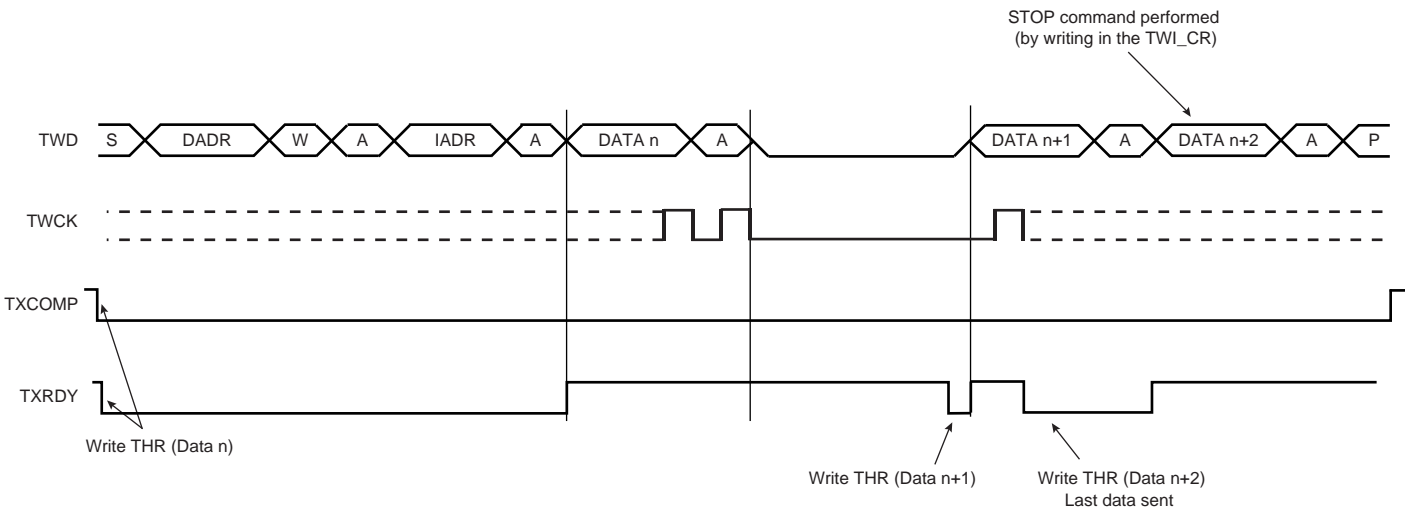 STOP command performed
(by writing in the TWI_CR)
TWD S DADR W A IADR A DATA n A DATA n+1 A DATA n+2 A P
TWCK
TXCOMP
TXRDY
Write THR (Data n)
Write THR (Data n+1) Write THR (Data n+2)
Last data sent